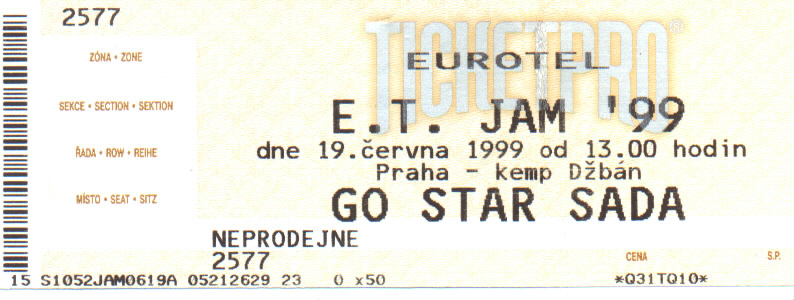 2577
TICKETPRO®
EUROTEL
ZÓNA • ZONE
SEKCE • SECTION • SEKTION
E.T. JAM '99
ŘADA • ROW • REIHE
dne 19.června 1999 od 13.00 hodin
Praha - kemp Džbán
MÍSTO • SEAT • SITZ
GO STAR SADA
NEPRODEJNE
2577
CENA
S.P.
15 S1052JAM0619A 05212629 23 0 x50 *Q31TQ10*